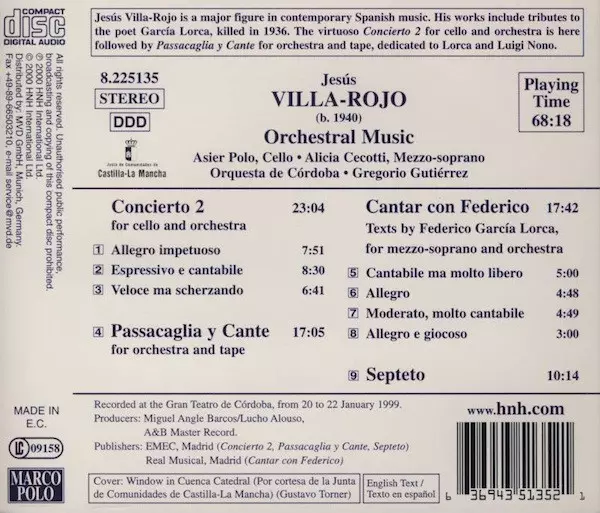 COMPACT
disc
DIGITAL AUDIO
Jesús Villa-Rojo is a major figure in contemporary Spanish music. His works include tributes to
the poet García Lorca, killed in 1936. The virtuoso Concierto 2 for cello and orchestra is here
followed by Passacaglia y Cante for orchestra and tape, dedicated to Lorca and Luigi Nono.
All rights reserved. Unauthorised public performance,
broadcasting and copying of this compact disc prohibited.
℗ 2000 HNH International Ltd.
© 2000 HNH International Ltd.
Distributed by: MVD GmbH, Munich, Germany.
Fax +49-89-66503210, e-mail service@mvd.de
8.225135
STEREO
DDD
Junta de Comunidades de
Castilla-La Mancha
Jesús
VILLA-ROJO
(b. 1940)
Orchestral Music
Playing
Time
68:18
Asier Polo, Cello • Alicia Cecotti, Mezzo-soprano
Orquesta de Córdoba • Gregorio Gutiérrez
Concierto 2 23:04
for cello and orchestra
1 Allegro impetuoso 7:51
2 Espressivo e cantabile 8:30
3 Veloce ma scherzando 6:41
4 Passacaglia y Cante 17:05
for orchestra and tape
Cantar con Federico 17:42
Texts by Federico García Lorca,
for mezzo-soprano and orchestra
5 Cantabile ma molto libero 5:00
6 Allegro 4:48
7 Moderato, molto cantabile 4:49
8 Allegro e giocoso 3:00
9 Septeto 10:14
MADE IN
E.C.
LC 09158
MARCO
POLO
Recorded at the Gran Teatro de Córdoba, from 20 to 22 January 1999.
Producers: Miguel Angle Barcos/Lucho Alouso,
A&B Master Record.
Publishers: EMEC, Madrid (Concierto 2, Passacaglia y Cante, Septeto)
Real Musical, Madrid (Cantar con Federico)
Cover: Window in Cuenca Catedral (Por cortesa de la Junta
de Comunidades de Castilla-La Mancha) (Gustavo Torner)
English Text /
Texto en español
www.hnh.com
6 36943 51352 1